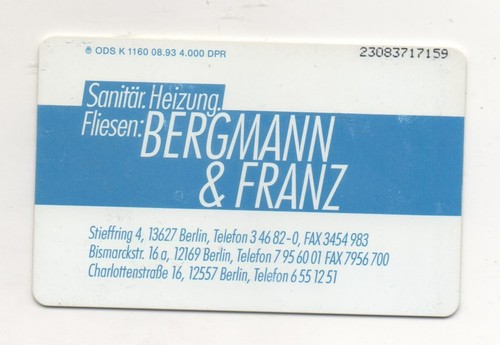 ODS K 1160 08.93 4.000 DPR
23083717159
Sanitär. Heizung.
Fliesen: BERGMANN
& FRANZ
Stieffring 4, 13627 Berlin, Telefon 3 46 82-0, FAX 3454 983
Bismarckstr. 16 a, 12169 Berlin, Telefon 7 95 60 01 FAX 7956 700
Charlottenstraße 16, 12557 Berlin, Telefon 6 55 12 51